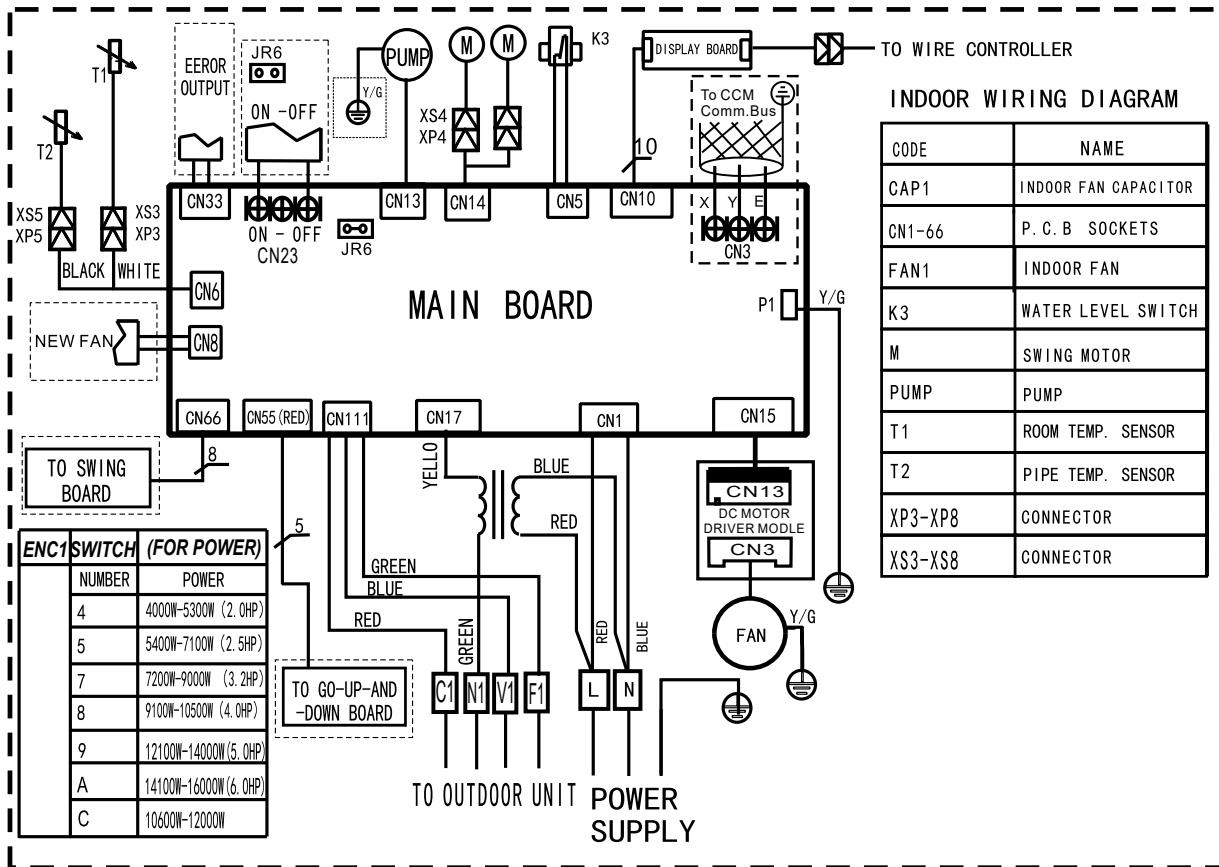 T1
T2
XS5
XP5
XS3
XP3
BLACK
WHITE
EEROR
OUTPUT
JR6
ON -OFF
PUMP
Y/G
M
M
XS4
XP4
K3
DISPLAY BOARD
TO WIRE CONTROLLER
10
To CCM
Comm.Bus
X Y E
CN3
CN33
ON - OFF
CN23
JR6
CN13
CN14
CN5
CN10
CN6
NEW FAN
CN8
MAIN BOARD
P1
Y/G
CN66
CN55(RED)
CN111
CN17
CN1
CN15
TO SWING
BOARD
8
5
YELLO
BLUE
RED
GREEN
BLUE
RED
GREEN
RED
BLUE
CN13
DC MOTOR
DRIVER MODLE
CN3
FAN
Y/G
TO GO-UP-AND
-DOWN BOARD
C1
N1
V1
F1
L
N
TO OUTDOOR UNIT
POWER
SUPPLY
ENC1 SWITCH (FOR POWER)
NUMBER POWER
4 4000W-5300W (2.0HP)
5 5400W-7100W (2.5HP)
7 7200W-9000W (3.2HP)
8 9100W-10500W (4.0HP)
9 12100W-14000W(5.0HP)
A 14100W-16000W(6.0HP)
C 10600W-12000W
INDOOR WIRING DIAGRAM
CODE NAME
CAP1 INDOOR FAN CAPACITOR
CN1-66 P.C.B SOCKETS
FAN1 INDOOR FAN
K3 WATER LEVEL SWITCH
M SWING MOTOR
PUMP PUMP
T1 ROOM TEMP. SENSOR
T2 PIPE TEMP. SENSOR
XP3-XP8 CONNECTOR
XS3-XS8 CONNECTOR